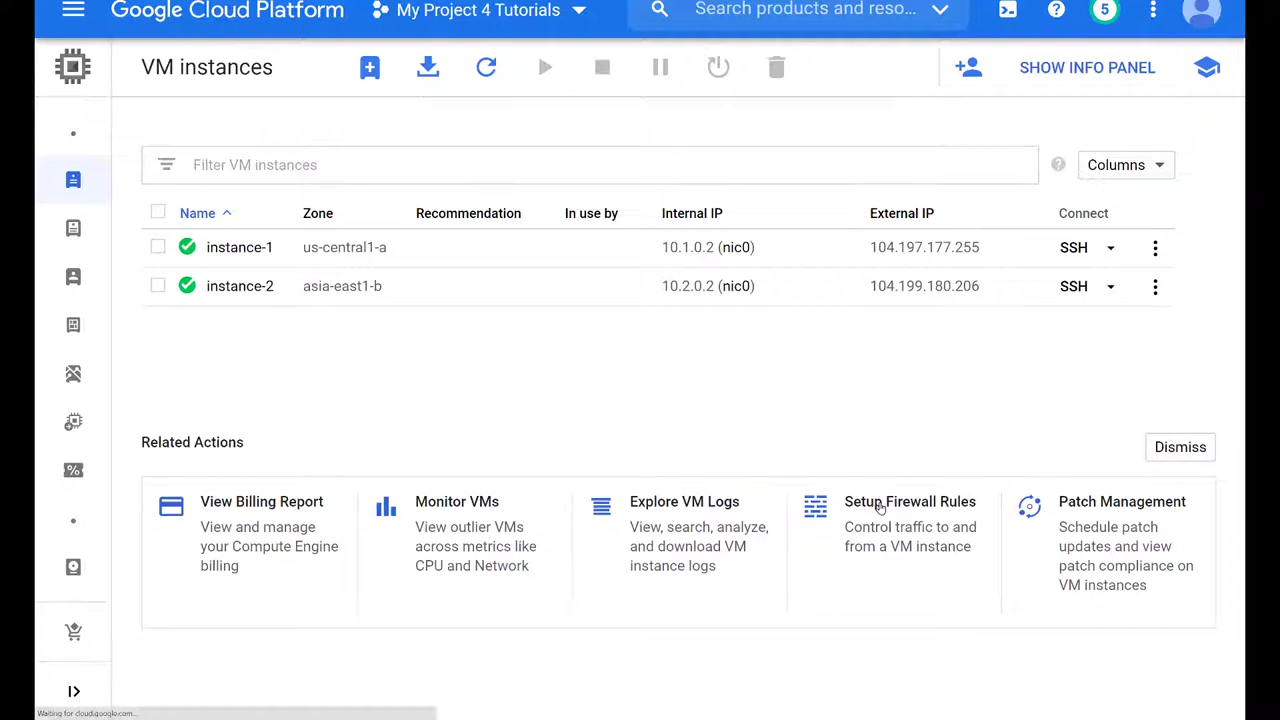 Google Cloud Platform My Project 4 Tutorials Search products and reso... 5
VM instances SHOW INFO PANEL
Filter VM instances Columns
Name Zone Recommendation In use by Internal IP External IP Connect
instance-1 us-central1-a 10.1.0.2 (nic0) 104.197.177.255 SSH
instance-2 asia-east1-b 10.2.0.2 (nic0) 104.199.180.206 SSH
Related Actions Dismiss
View Billing Report
View and manage
your Compute Engine
billing
Monitor VMs
View outlier VMs
across metrics like
CPU and Network
Explore VM Logs
View, search, analyze,
and download VM
instance logs
Setup Firewall Rules
Control traffic to and
from a VM instance
Patch Management
Schedule patch
updates and view
patch compliance on
VM instances
Waiting for cloud.google.com...